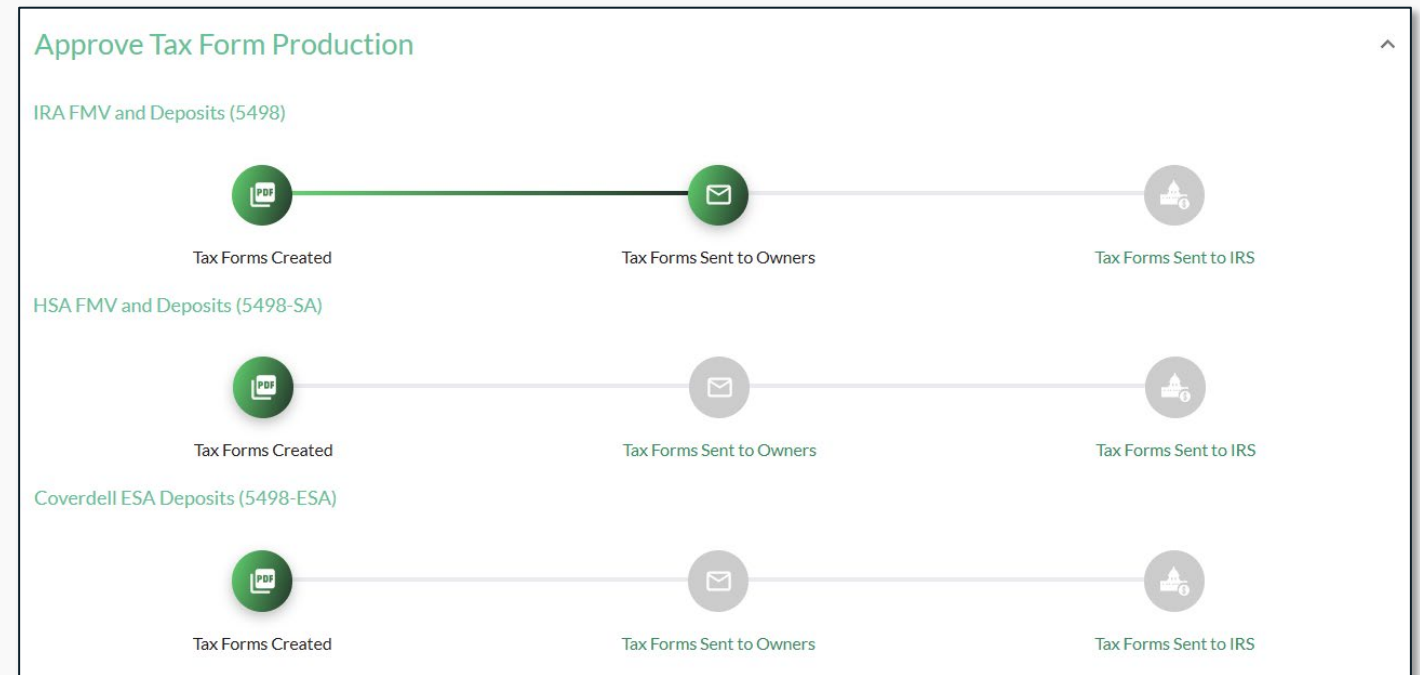 Approve Tax Form Production
IRA FMV and Deposits (5498)
PDF
Tax Forms Created
Tax Forms Sent to Owners
Tax Forms Sent to IRS
HSA FMV and Deposits (5498-SA)
PDF
Tax Forms Created
Tax Forms Sent to Owners
Tax Forms Sent to IRS
Coverdell ESA Deposits (5498-ESA)
PDF
Tax Forms Created
Tax Forms Sent to Owners
Tax Forms Sent to IRS